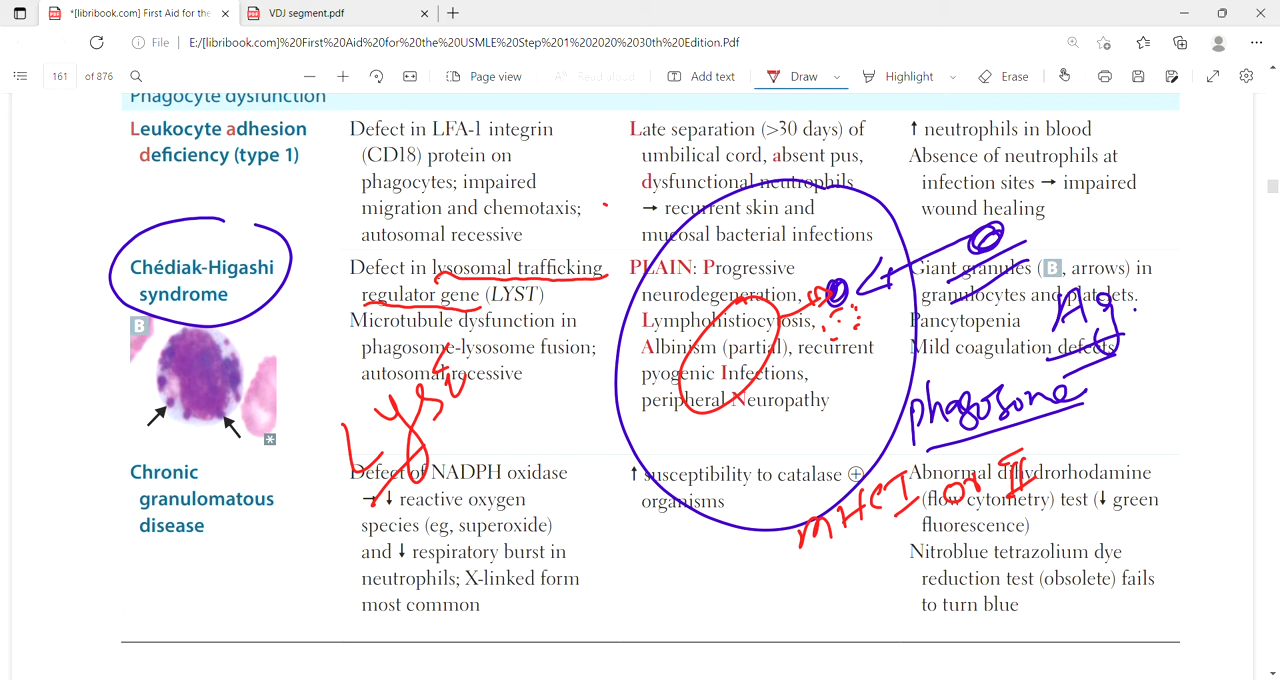 *[libribook.com] First Aid for the
VDJ segment.pdf
File
E:/[libribook.com]%20First%20Aid%20for%20the%20USMLE%20Step%201%202020%2030th%20Edition.Pdf
161 of 876
Page view
Read aloud
Add text
Draw
Highlight
Erase
Phagocyte dysfunction
Leukocyte adhesion
deficiency (type 1)
Defect in LFA-1 integrin
(CD18) protein on
phagocytes; impaired
migration and chemotaxis;
autosomal recessive
Late separation (>30 days) of
umbilical cord, absent pus,
dysfunctional neutrophils
→ recurrent skin and
mucosal bacterial infections
↑ neutrophils in blood
Absence of neutrophils at
infection sites → impaired
wound healing
Chédiak-Higashi
syndrome
B
*
Defect in lysosomal trafficking
regulator gene (LYST)
Microtubule dysfunction in
phagosome-lysosome fusion;
autosomal recessive
PLAIN: Progressive
neurodegeneration,
Lymphohistiocytosis,
Albinism (partial), recurrent
pyogenic Infections,
peripheral Neuropathy
Giant granules (B, arrows) in
granulocytes and platelets.
Pancytopenia
Mild coagulation defects
Ag
phagosome
MHC I or II
Chronic
granulomatous
disease
Defect of NADPH oxidase
→ ↓ reactive oxygen
species (eg, superoxide)
and ↓ respiratory burst in
neutrophils; X-linked form
most common
↑ susceptibility to catalase ⊕
organisms
Abnormal dihydrorhodamine
(flow cytometry) test (↓ green
fluorescence)
Nitroblue tetrazolium dye
reduction test (obsolete) fails
to turn blue